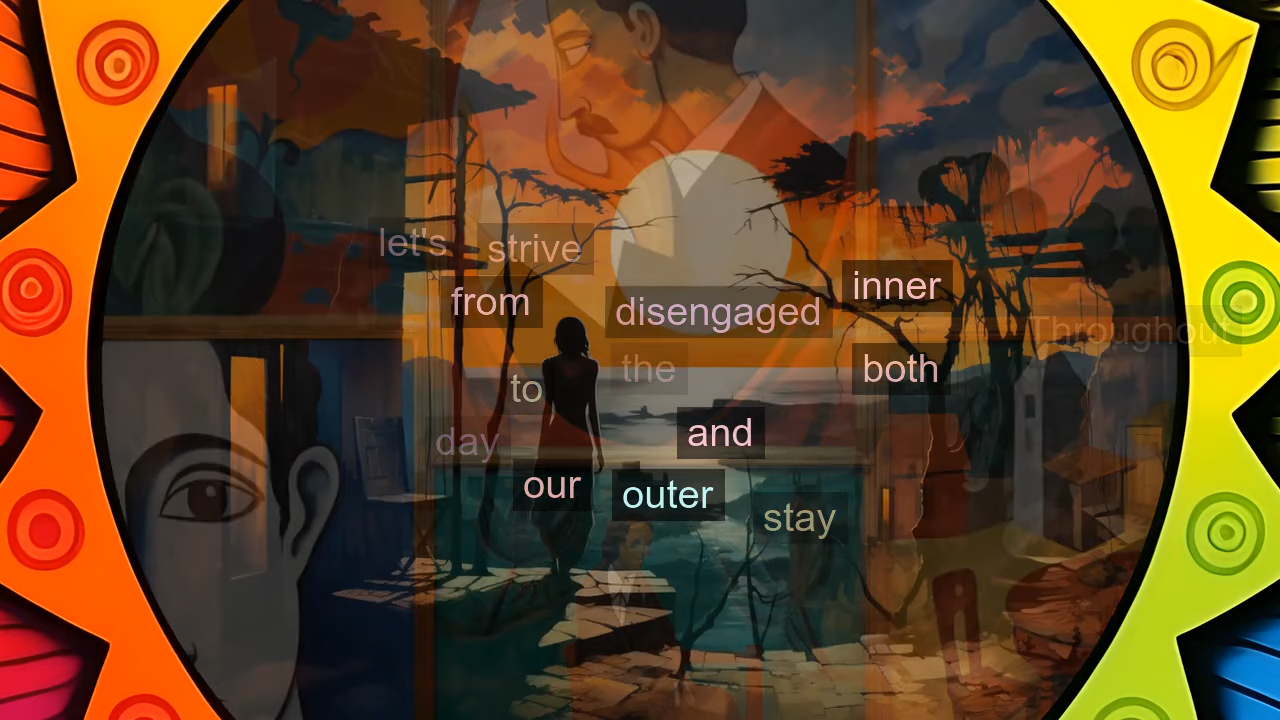 let's strive
from disengaged inner
Throughout
to the both
day and
our outer stay